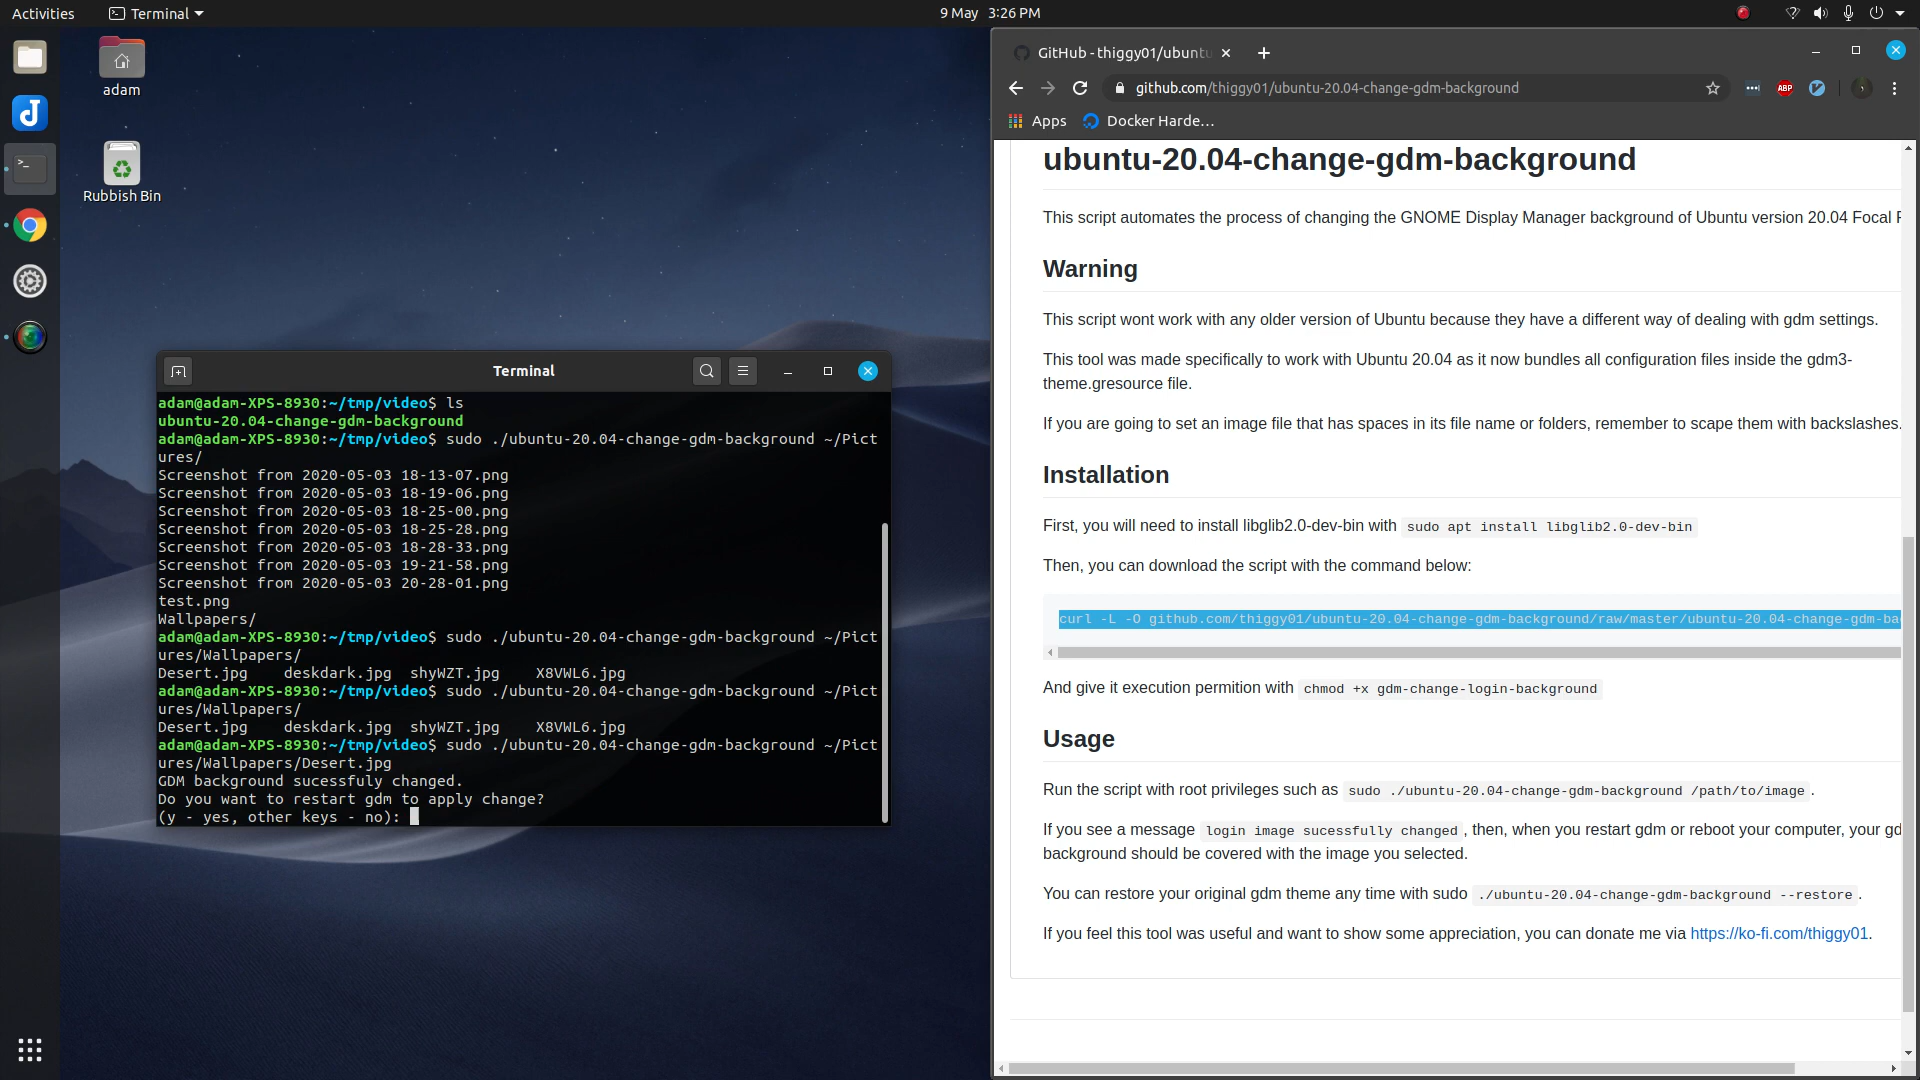 Activities
Terminal
9 May 3:26 PM
adam
Rubbish Bin
Terminal
adam@adam-XPS-8930:~/tmp/video$ ls
ubuntu-20.04-change-gdm-background
adam@adam-XPS-8930:~/tmp/video$ sudo ./ubuntu-20.04-change-gdm-background ~/Pict
ures/
Screenshot from 2020-05-03 18-13-07.png
Screenshot from 2020-05-03 18-19-06.png
Screenshot from 2020-05-03 18-25-00.png
Screenshot from 2020-05-03 18-25-28.png
Screenshot from 2020-05-03 18-28-33.png
Screenshot from 2020-05-03 19-21-58.png
Screenshot from 2020-05-03 20-28-01.png
test.png
Wallpapers/
adam@adam-XPS-8930:~/tmp/video$ sudo ./ubuntu-20.04-change-gdm-background ~/Pict
ures/Wallpapers/
Desert.jpg deskdark.jpg shyWZT.jpg X8VWL6.jpg
adam@adam-XPS-8930:~/tmp/video$ sudo ./ubuntu-20.04-change-gdm-background ~/Pict
ures/Wallpapers/
Desert.jpg deskdark.jpg shyWZT.jpg X8VWL6.jpg
adam@adam-XPS-8930:~/tmp/video$ sudo ./ubuntu-20.04-change-gdm-background ~/Pict
ures/Wallpapers/Desert.jpg
GDM background sucessfuly changed.
Do you want to restart gdm to apply change?
(y - yes, other keys - no):
GitHub - thiggy01/ubuntu
github.com/thiggy01/ubuntu-20.04-change-gdm-background
ABP
Apps
Docker Harde…
ubuntu-20.04-change-gdm-background
This script automates the process of changing the GNOME Display Manager background of Ubuntu version 20.04 Focal F
Warning
This script wont work with any older version of Ubuntu because they have a different way of dealing with gdm settings.
This tool was made specifically to work with Ubuntu 20.04 as it now bundles all configuration files inside the gdm3-
theme.gresource file.
If you are going to set an image file that has spaces in its file name or folders, remember to scape them with backslashes.
Installation
First, you will need to install libglib2.0-dev-bin with sudo apt install libglib2.0-dev-bin
Then, you can download the script with the command below:
curl -L -O github.com/thiggy01/ubuntu-20.04-change-gdm-background/raw/master/ubuntu-20.04-change-gdm-ba
And give it execution permition with chmod +x gdm-change-login-background
Usage
Run the script with root privileges such as sudo ./ubuntu-20.04-change-gdm-background /path/to/image.
If you see a message login image sucessfully changed, then, when you restart gdm or reboot your computer, your gd
background should be covered with the image you selected.
You can restore your original gdm theme any time with sudo ./ubuntu-20.04-change-gdm-background --restore.
If you feel this tool was useful and want to show some appreciation, you can donate me via https://ko-fi.com/thiggy01.